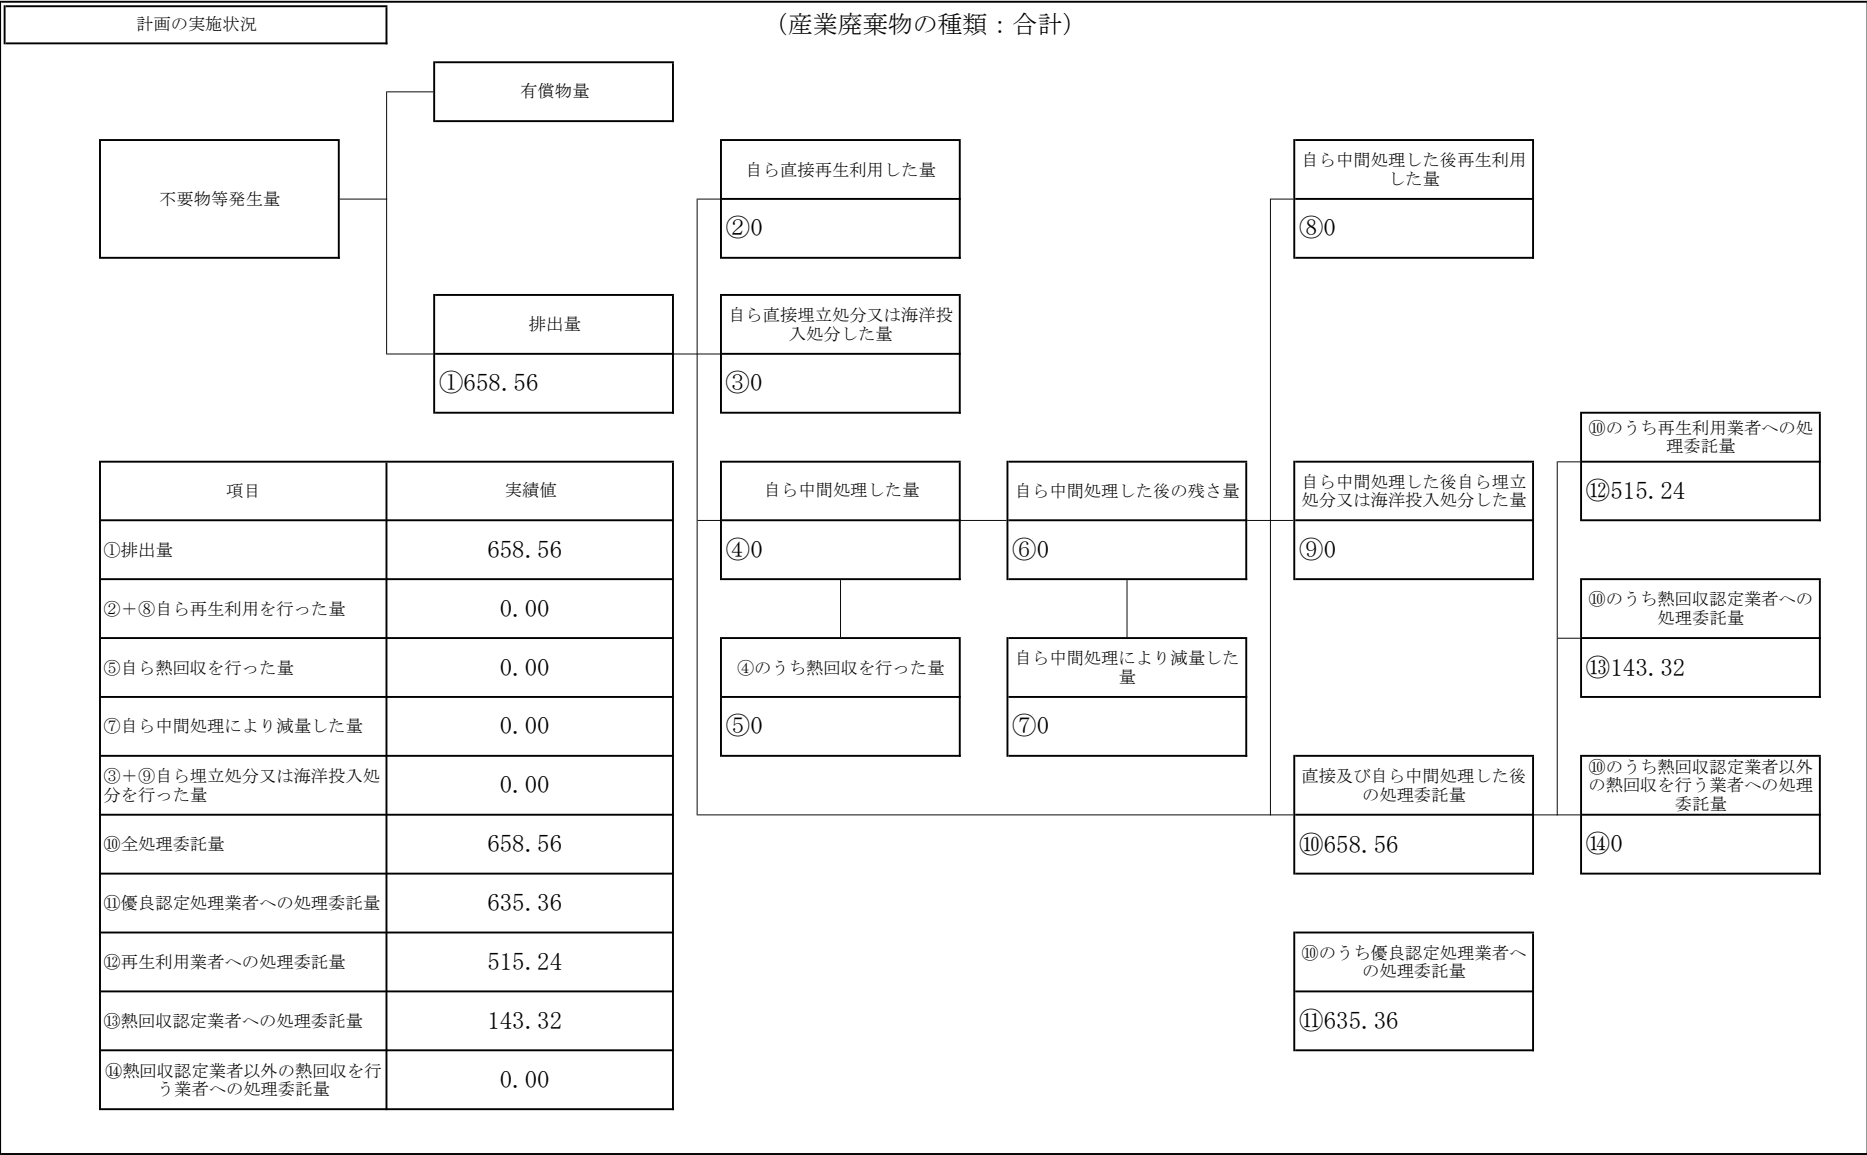 計画の実施状況
（産業廃棄物の種類：合計）
有償物量
不要物等発生量
自ら直接再生利用した量
②0
自ら中間処理した後再生利用
した量
⑧0
排出量
①658.56
自ら直接埋立処分又は海洋投
入処分した量
③0
⑩のうち再生利用業者への処
理委託量
⑫515.24
自ら中間処理した量
④0
自ら中間処理した後の残さ量
⑥0
自ら中間処理した後自ら埋立
処分又は海洋投入処分した量
⑨0
⑩のうち熱回収認定業者への
処理委託量
⑬143.32
④のうち熱回収を行った量
⑤0
自ら中間処理により減量した
量
⑦0
直接及び自ら中間処理した後
の処理委託量
⑩658.56
⑩のうち熱回収認定業者以外
の熱回収を行う業者への処理
委託量
⑭0
⑩のうち優良認定処理業者へ
の処理委託量
⑪635.36
項目 実績値
①排出量 658.56
②＋⑧自ら再生利用を行った量 0.00
⑤自ら熱回収を行った量 0.00
⑦自ら中間処理により減量した量 0.00
③＋⑨自ら埋立処分又は海洋投入処
分を行った量 0.00
⑩全処理委託量 658.56
⑪優良認定処理業者への処理委託量 635.36
⑫再生利用業者への処理委託量 515.24
⑬熱回収認定業者への処理委託量 143.32
⑭熱回収認定業者以外の熱回収を行
う業者への処理委託量 0.00